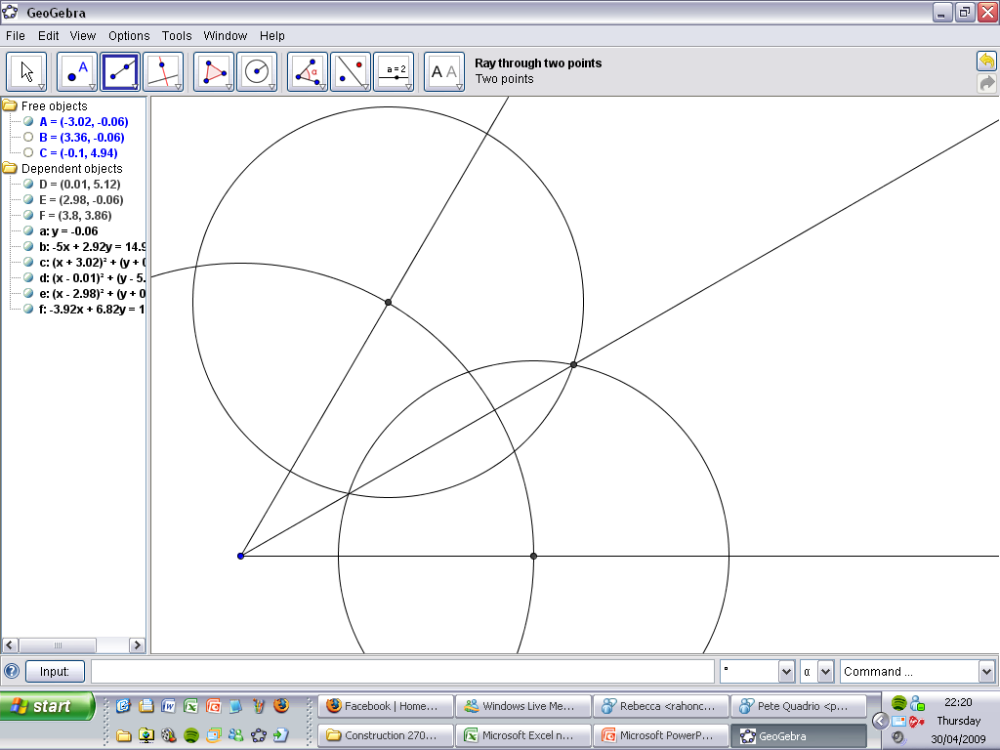 GeoGebra
File Edit View Options Tools Window Help
A
α
a = 2
A A
Ray through two points
Two points
Free objects
A = (-3.02, -0.06)
B = (3.36, -0.06)
C = (-0.1, 4.94)
Dependent objects
D = (0.01, 5.12)
E = (2.98, -0.06)
F = (3.8, 3.86)
a: y = -0.06
b: -5x + 2.92y = 14.9
c: (x + 3.02)² + (y + 0
d: (x - 0.01)² + (y - 5.
e: (x - 2.98)² + (y + 0
f: -3.92x + 6.82y = 1
Input:
° α Command ...
start
Facebook | Home...
Windows Live Me...
Rebecca <rahonc...
Pete Quadrio <p...
22:20
Thursday
Construction 270...
Microsoft Excel n...
Microsoft PowerP...
GeoGebra
30/04/2009